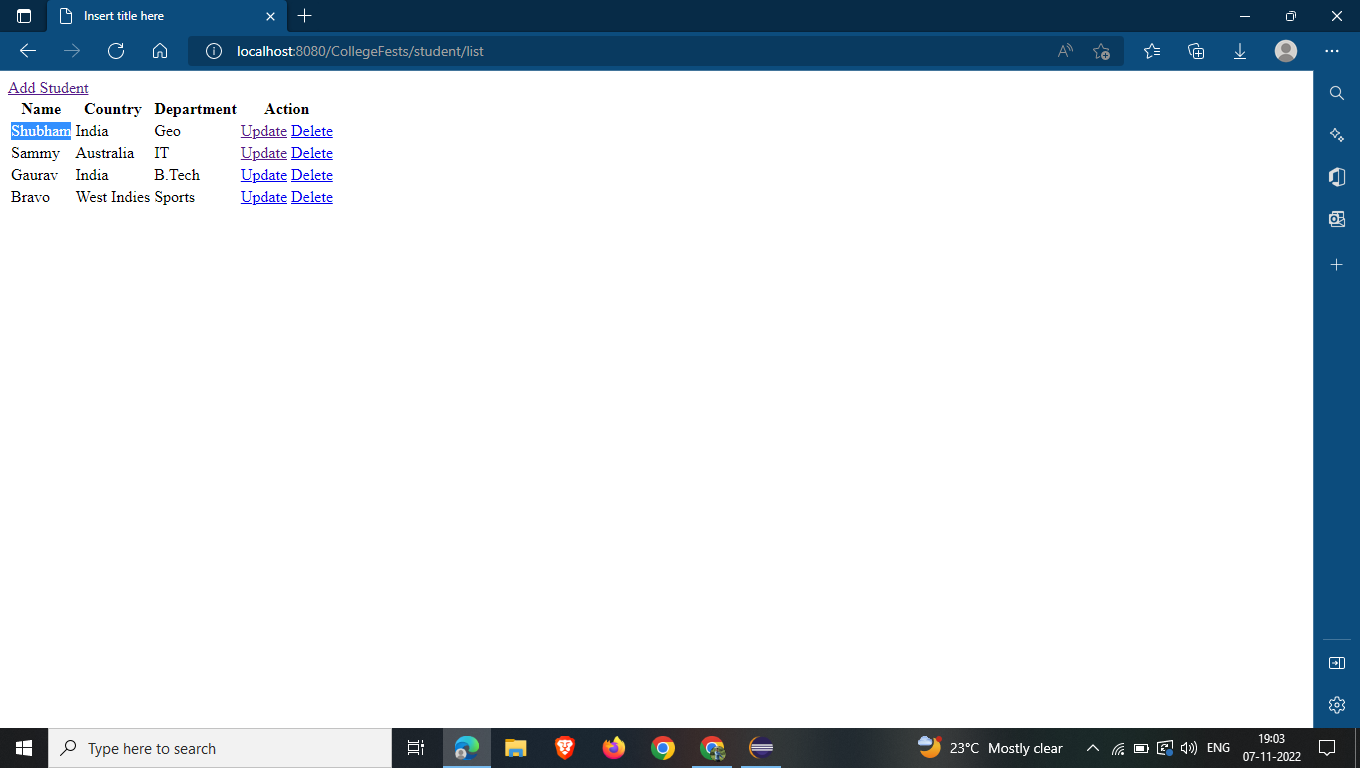 Insert title here
localhost:8080/CollegeFests/student/list
Add Student
Name Country Department Action
Shubham India Geo Update Delete
Sammy Australia IT Update Delete
Gaurav India B.Tech Update Delete
Bravo West Indies Sports Update Delete
Type here to search
23°C Mostly clear
ENG
19:03
07-11-2022